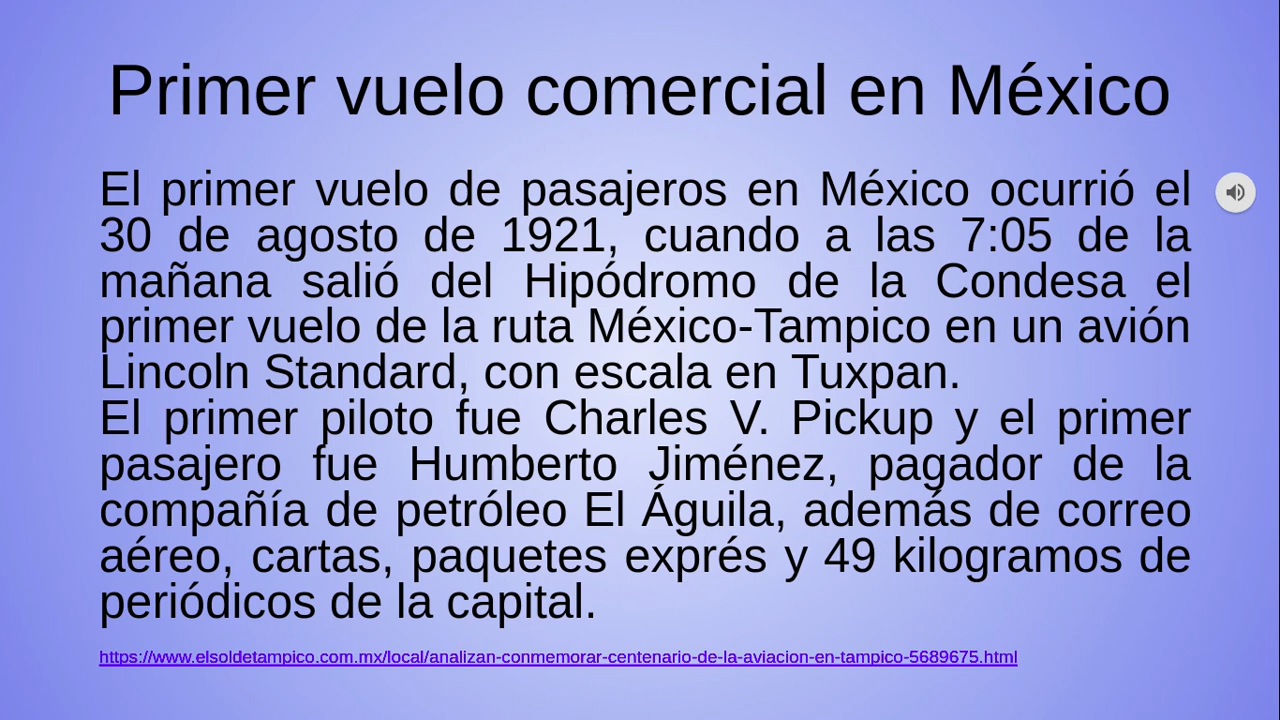 Primer vuelo comercial en México
El primer vuelo de pasajeros en México ocurrió el
30 de agosto de 1921, cuando a las 7:05 de la
mañana salió del Hipódromo de la Condesa el
primer vuelo de la ruta México-Tampico en un avión
Lincoln Standard, con escala en Tuxpan.
El primer piloto fue Charles V. Pickup y el primer
pasajero fue Humberto Jiménez, pagador de la
compañía de petróleo El Águila, además de correo
aéreo, cartas, paquetes exprés y 49 kilogramos de
periódicos de la capital.
https://www.elsoldetampico.com.mx/local/analizan-conmemorar-centenario-de-la-aviacion-en-tampico-5689675.html